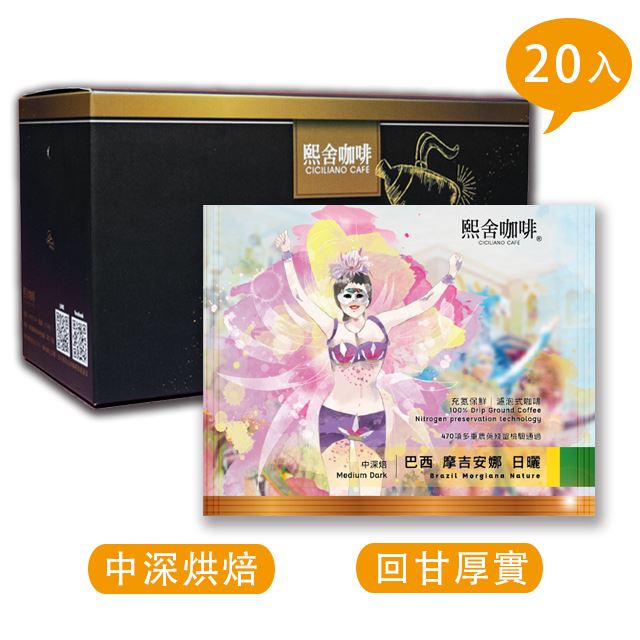 20入
熙舍咖啡
CICILIANO CAFE
熙舍咖啡®
CICILIANO CAFE
充氮保鮮｜濾泡式咖啡
100% Drip Ground Coffee
Nitrogen preservation technology
470項多重農藥殘留檢驗通過
中深焙
Medium Dark
巴西 摩吉安娜 日曬
Brazil Morgiana Nature
中深烘焙
回甘厚實